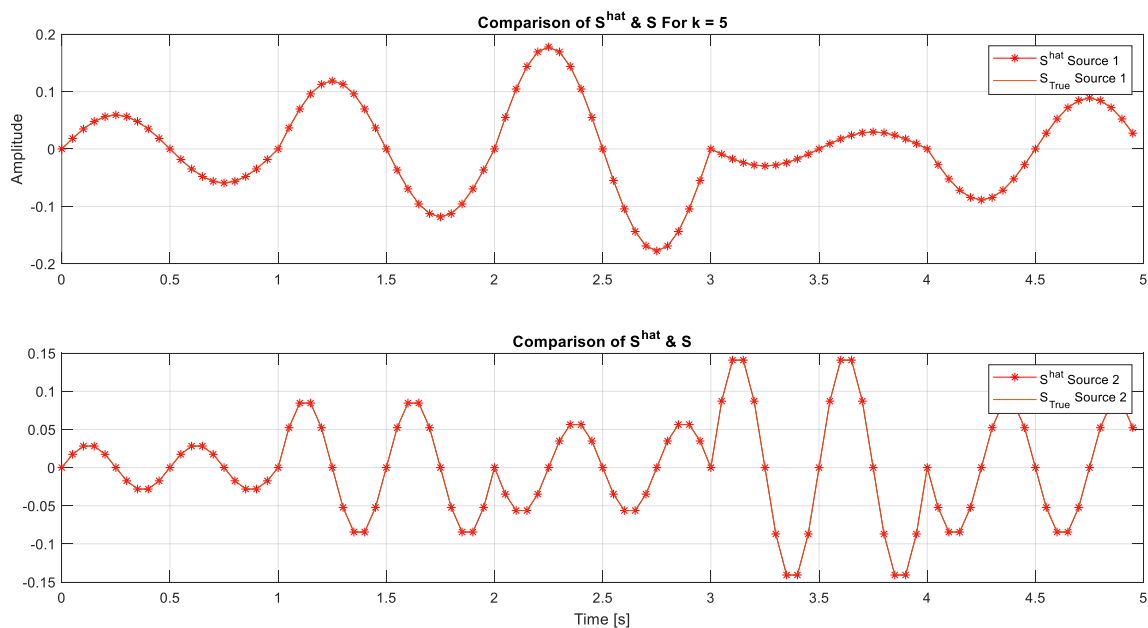 Comparison of S^hat & S For k = 5
Amplitude
0.2
0.1
0
-0.1
-0.2
S^hat Source 1
S_True Source 1
0 0.5 1 1.5 2 2.5 3 3.5 4 4.5 5
Comparison of S^hat & S
0.15
0.1
0.05
0
-0.05
-0.1
-0.15
S^hat Source 2
S_True Source 2
0 0.5 1 1.5 2 2.5 3 3.5 4 4.5 5
Time [s]